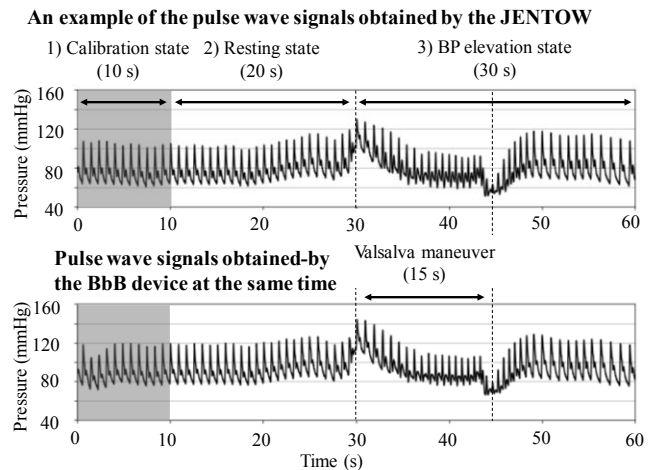 An example of the pulse wave signals obtained by the JENTOW
1) Calibration state 2) Resting state 3) BP elevation state
(10 s) (20 s) (30 s)
Pressure (mmHg)
160
120
80
40
0 10 20 30 40 50 60
Pulse wave signals obtained-by
the BbB device at the same time
Valsalva maneuver
(15 s)
Pressure (mmHg)
160
120
80
40
0 10 20 30 40 50 60
Time (s)